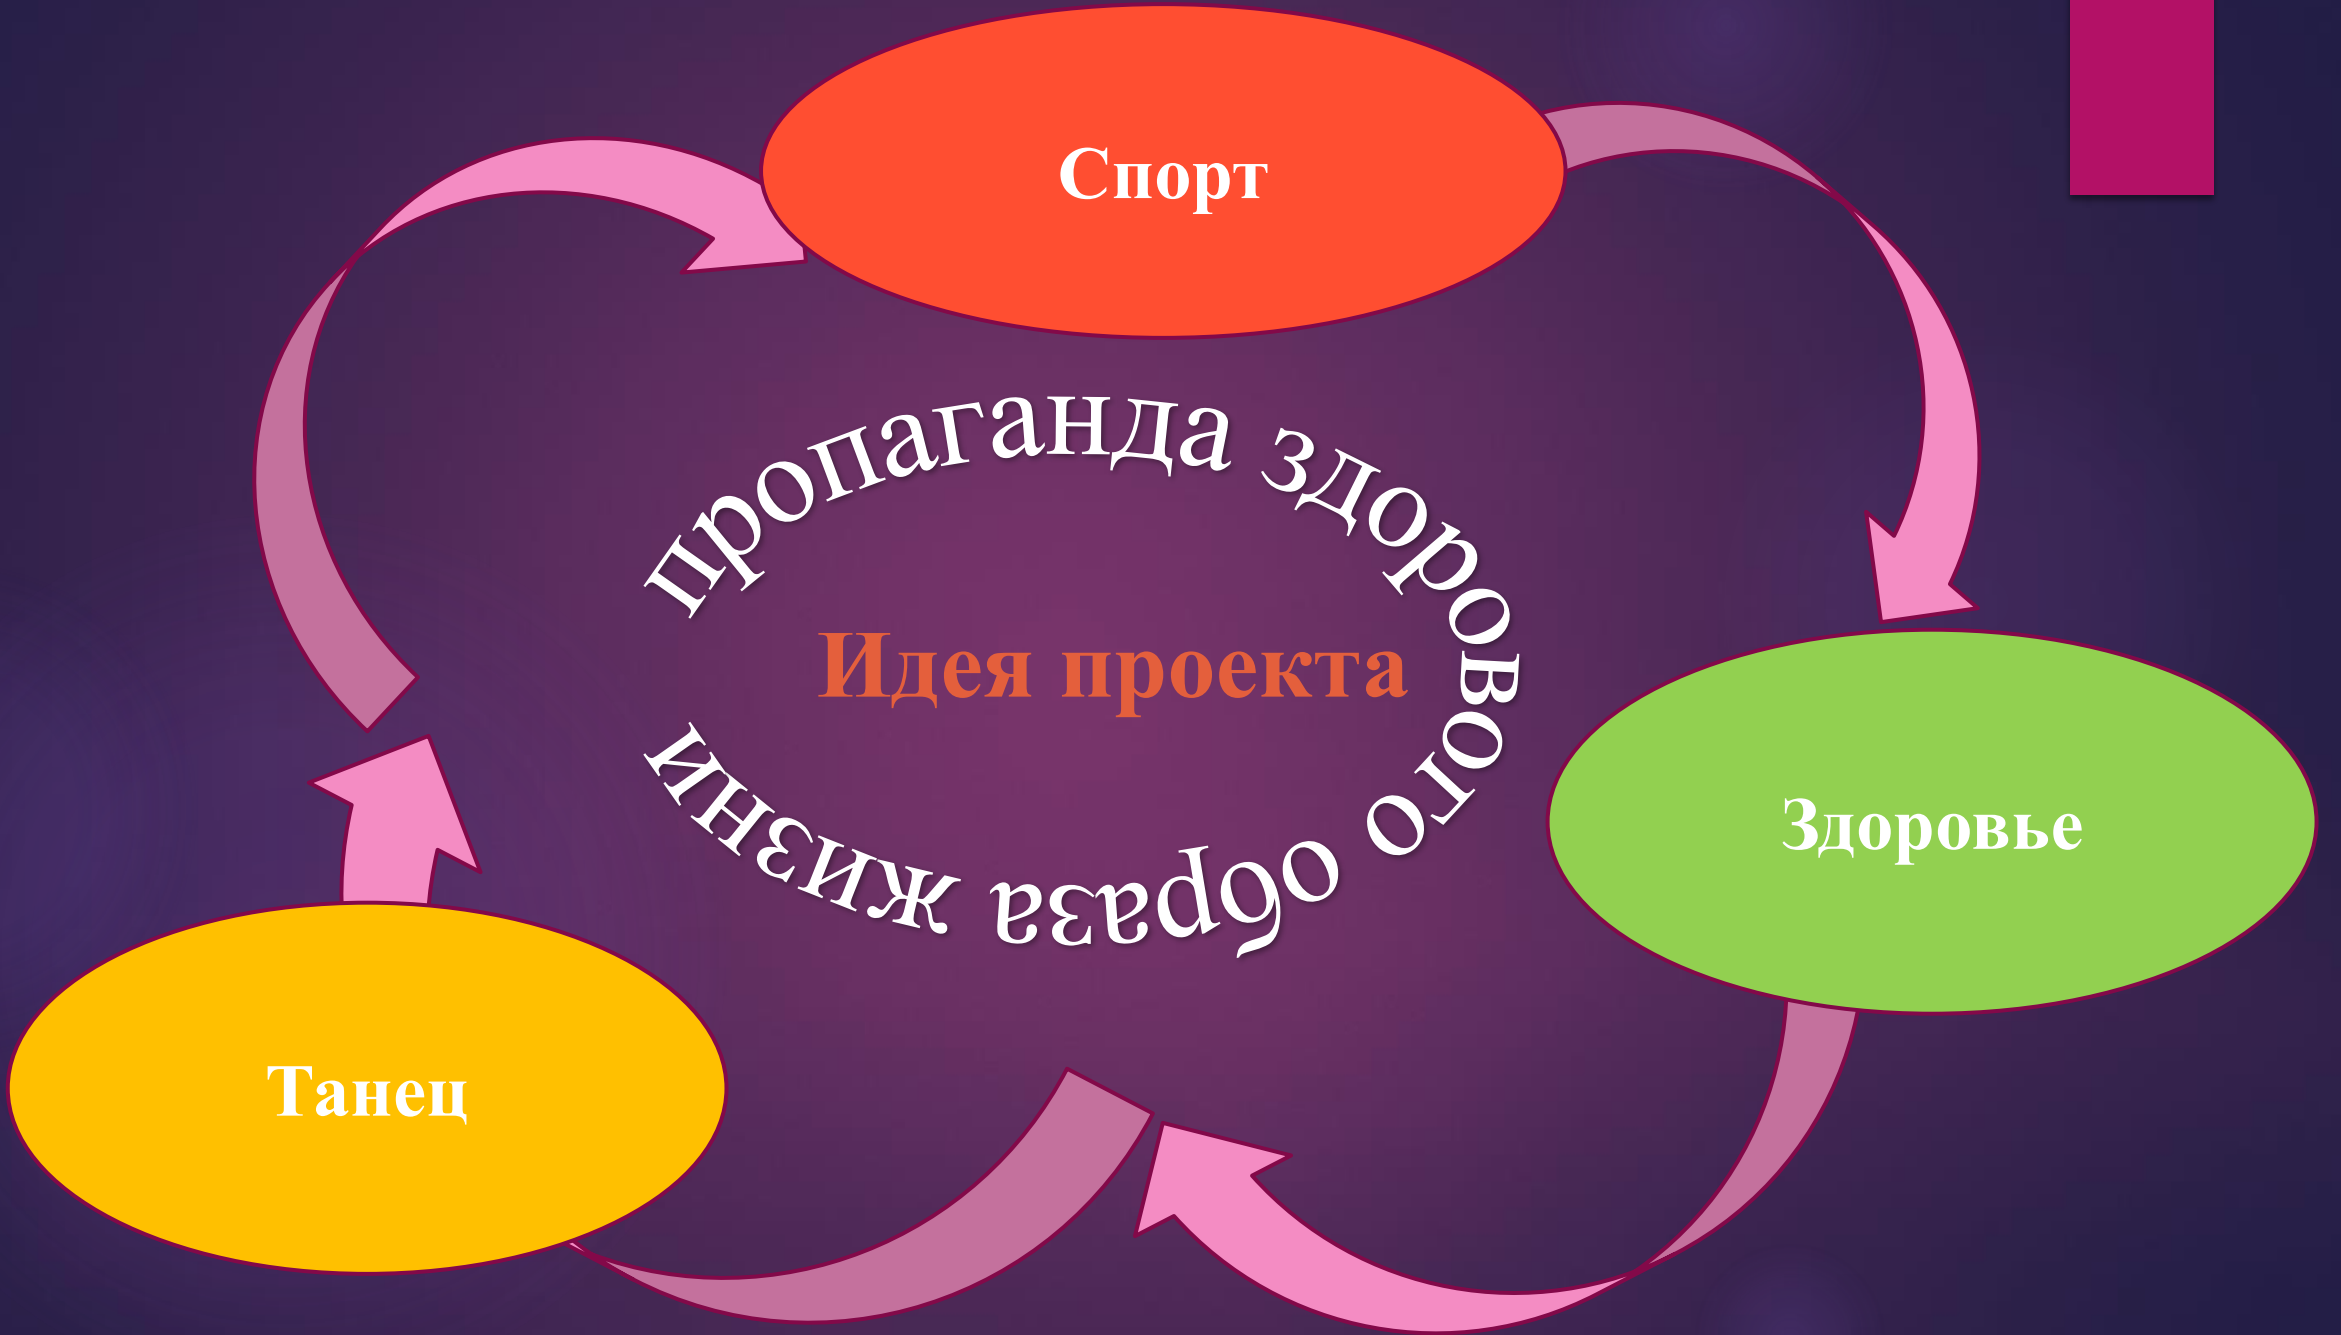 Спорт
пропаганда здорового образа жизни
Идея проекта
Здоровье
Танец